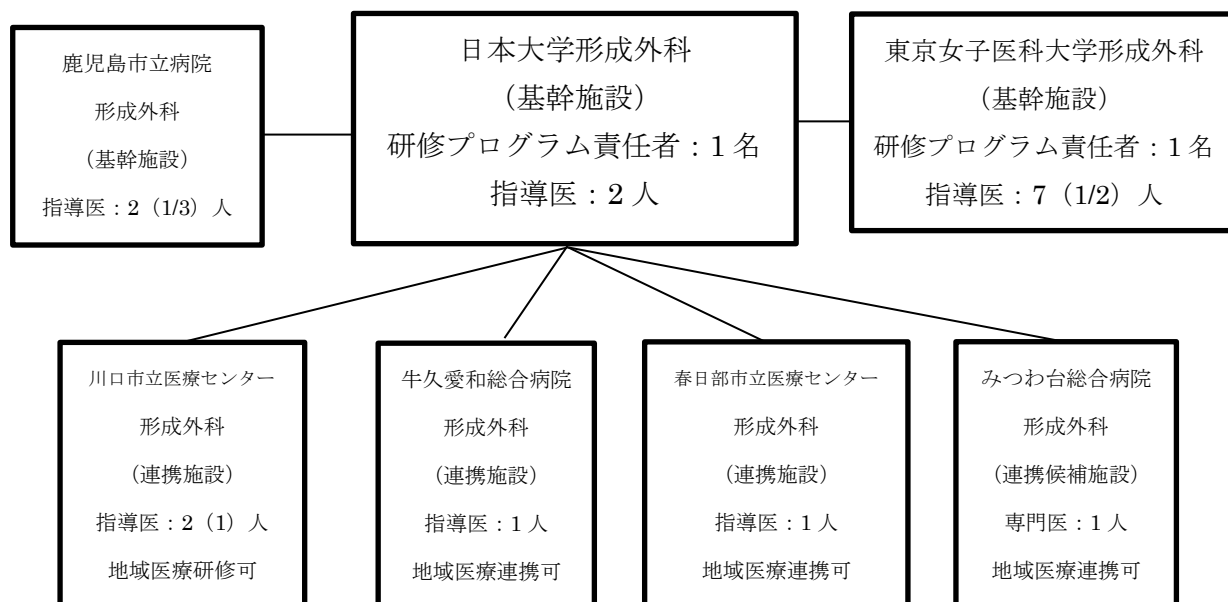 鹿児島市立病院
形成外科
(基幹施設)
指導医：2（1/3）人
日本大学形成外科
(基幹施設)
研修プログラム責任者：1 名
指導医：2 人
東京女子医科大学形成外科
(基幹施設)
研修プログラム責任者：1 名
指導医：7（1/2）人
川口市立医療センター
形成外科
(連携施設)
指導医：2（1）人
地域医療研修可
牛久愛和総合病院
形成外科
(連携施設)
指導医：1 人
地域医療連携可
春日部市立医療センター
形成外科
(連携施設)
指導医：1 人
地域医療連携可
みつわ台総合病院
形成外科
(連携候補施設)
専門医：1 人
地域医療連携可